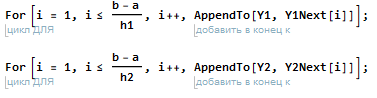 For[i = 1, i ≤ (b - a)/h1, i++, AppendTo[Y1, Y1Next[i]]];
цикл ДЛЯ добавить в конец к
For[i = 1, i ≤ (b - a)/h2, i++, AppendTo[Y2, Y2Next[i]]];
цикл ДЛЯ добавить в конец к